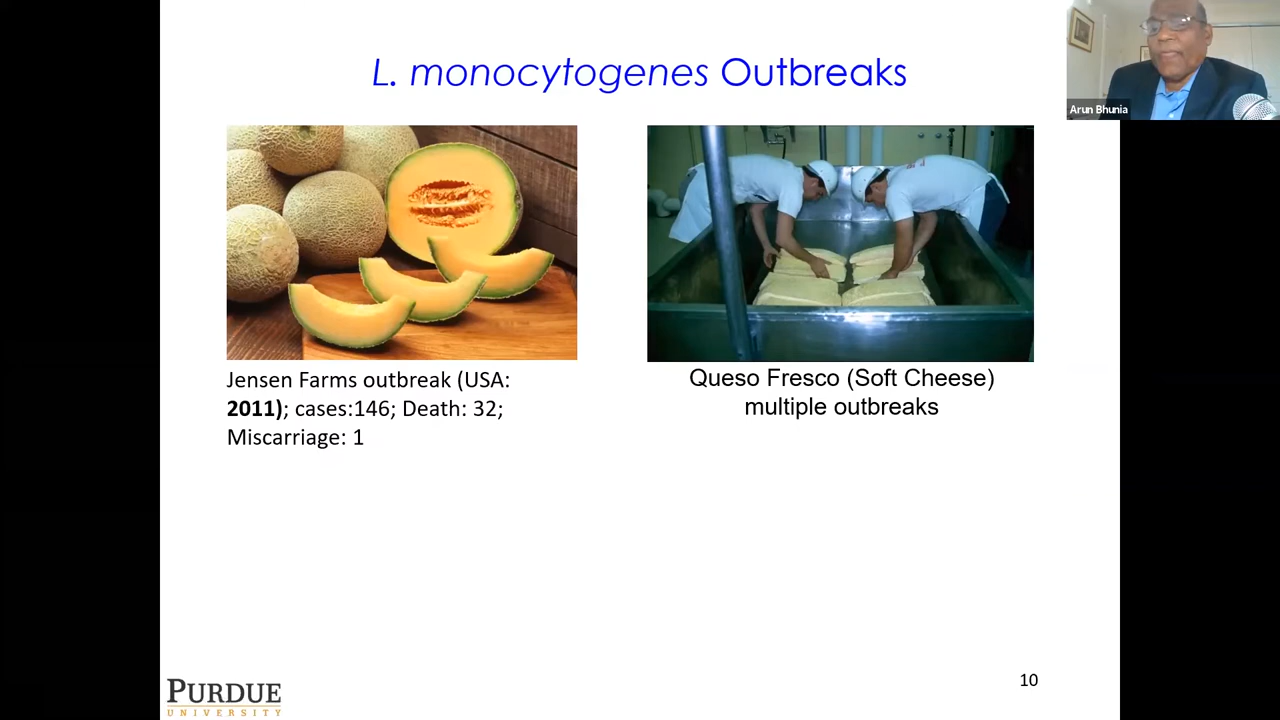 L. monocytogenes Outbreaks
Arun Bhunia
Jensen Farms outbreak (USA:
2011); cases:146; Death: 32;
Miscarriage: 1
Queso Fresco (Soft Cheese)
multiple outbreaks
10
PURDUE
UNIVERSITY